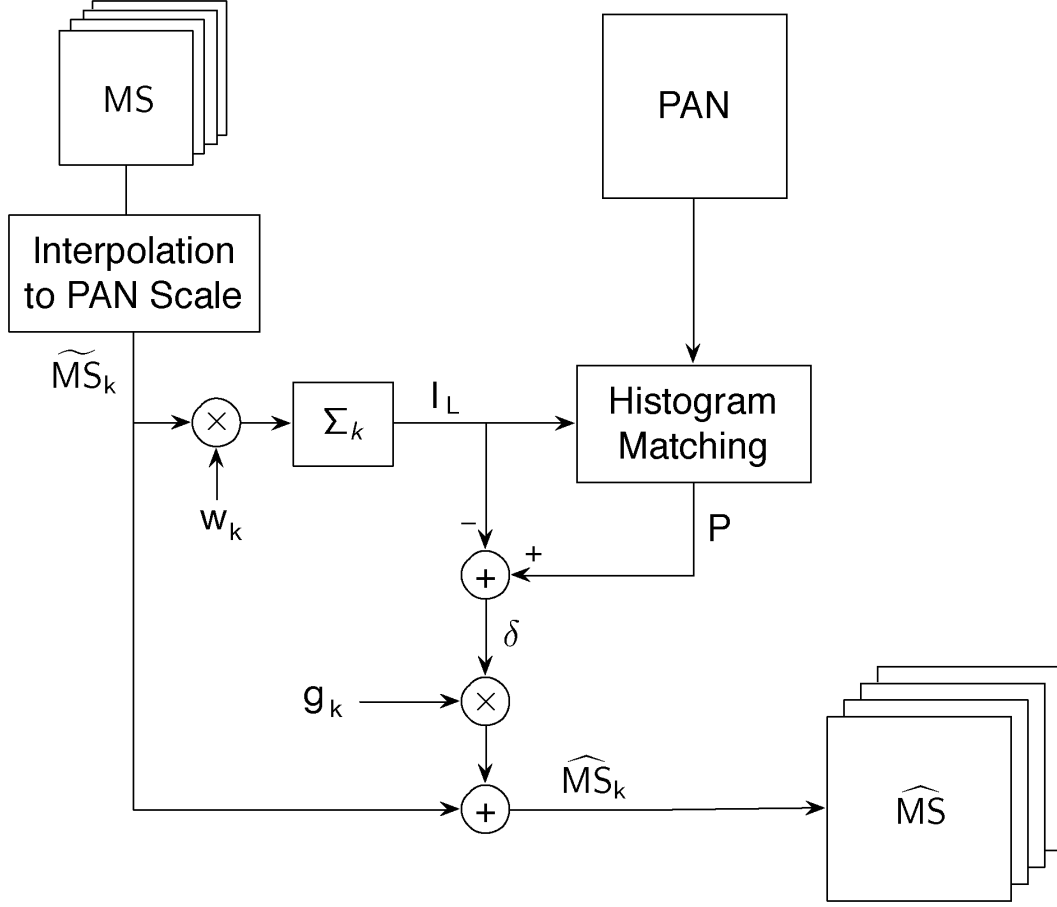 MS
PAN
Interpolation
to PAN Scale
M͠S_k
× Σ_k I_L Histogram
Matching
w_k
−
+
P
+
δ
g_k ×
M̂S_k
+
M̂S